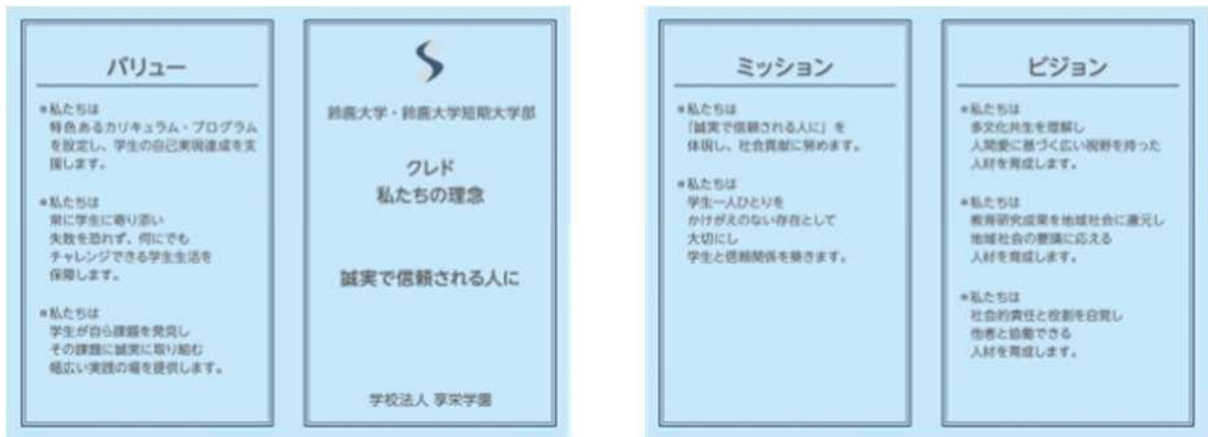 バリュー
*私たちは
特色あるカリキュラム・プログラム
を設定し、学生の自己実現達成を支
援します。
*私たちは
常に学生に寄り添い
失敗を恐れず、何にでも
チャレンジできる学生生活を
保障します。
*私たちは
学生が自ら課題を発見し
その課題に誠実に取り組む
幅広い実践の場を提供します。
鈴鹿大学・鈴鹿大学短期大学部
クレド
私たちの理念
誠実で信頼される人に
学校法人 享栄学園
ミッション
*私たちは
「誠実で信頼される人に」を
体現し、社会貢献に努めます。
*私たちは
学生一人ひとりを
かけがえのない存在として
大切にし
学生と信頼関係を築きます。
ビジョン
*私たちは
多文化共生を理解し
人間愛に基づく広い視野を持った
人材を育成します。
*私たちは
教育研究成果を地域社会に還元し
地域社会の要請に応える
人材を育成します。
*私たちは
社会的責任と役割を自覚し
他者と協働できる
人材を育成します。